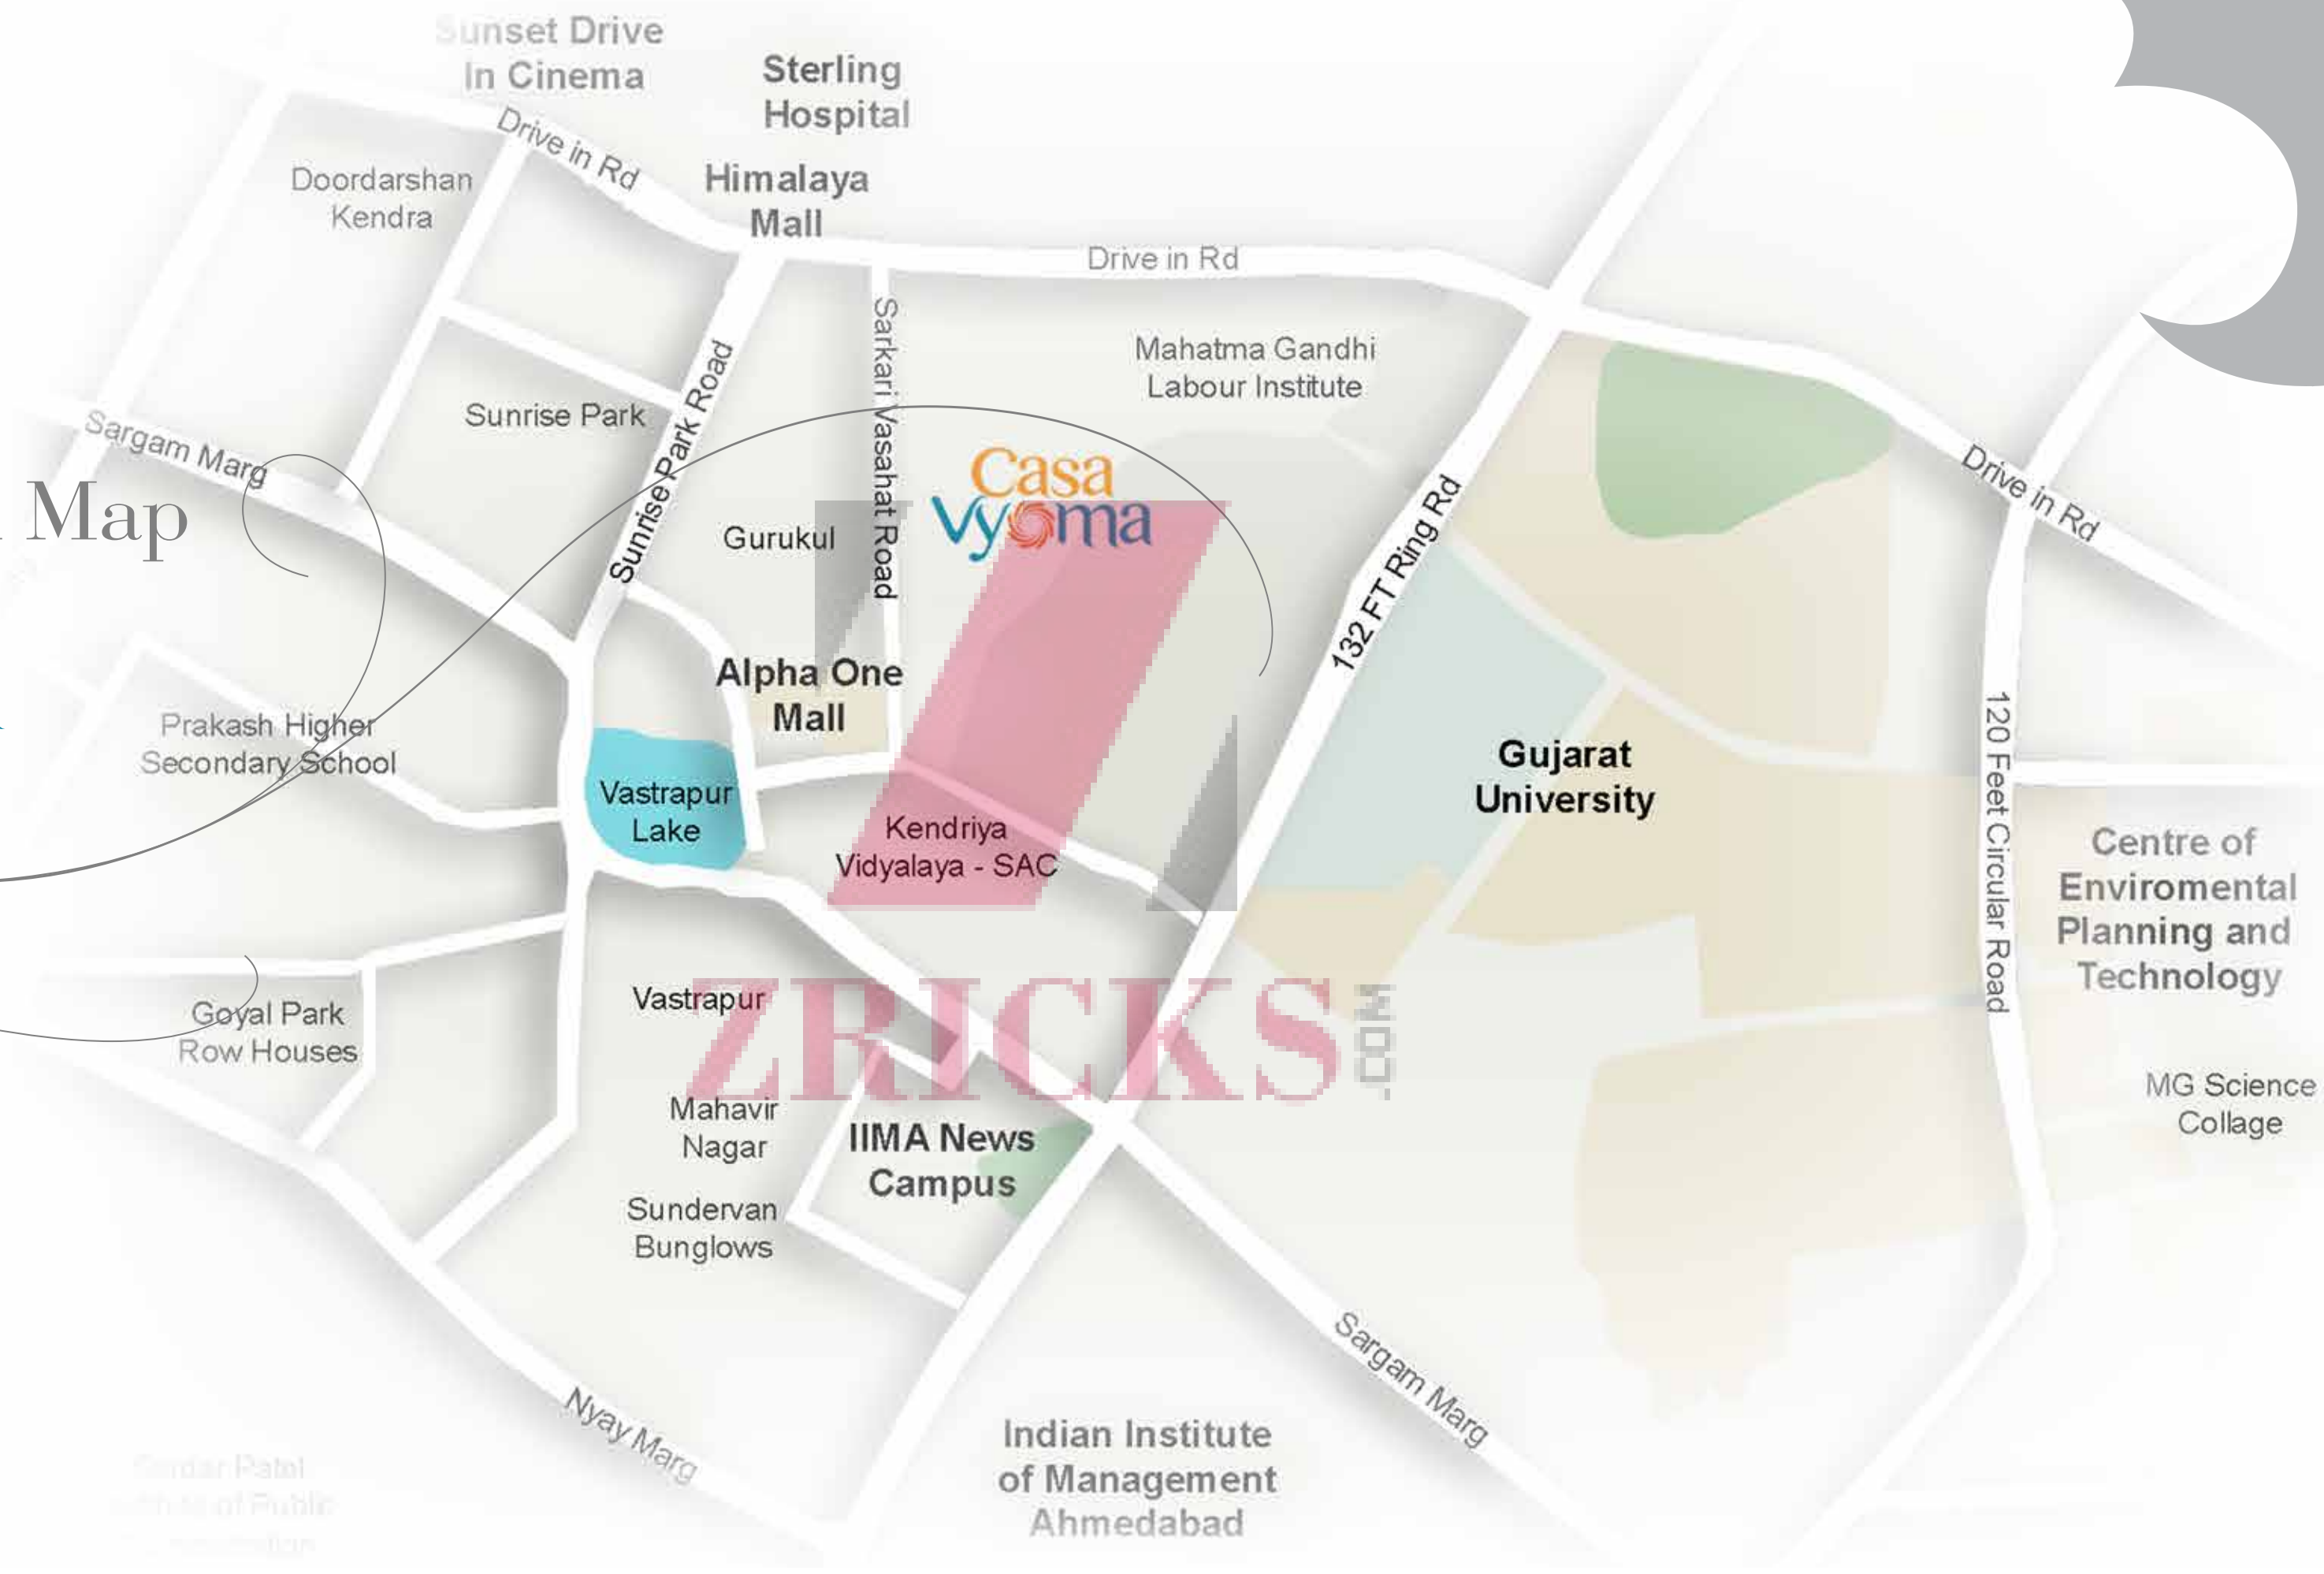 Sunset Drive
In Cinema
Sterling
Hospital
Drive in Rd
Doordarshan
Kendra
Himalaya
Mall
Drive in Rd
Sarkari Vasahat Road
Mahatma Gandhi
Labour Institute
Sunrise Park
Sunrise Park Road
Sargam Marg
Map
Casa
Vyoma
Gurukul
132 FT Ring Rd
Drive in Rd
Alpha One
Mall
Prakash Higher
Secondary School
Vastrapur
Lake
Kendriya
Vidyalaya - SAC
Gujarat
University
120 Feet Circular Road
Centre of
Enviromental
Planning and
Technology
Vastrapur
ZRICKS
.COM
Goyal Park
Row Houses
Mahavir
Nagar
IIMA News
Campus
MG Science
Collage
Sundervan
Bunglows
Sargam Marg
Nyay Marg
Indian Institute
of Management
Ahmedabad
Patel
of Public